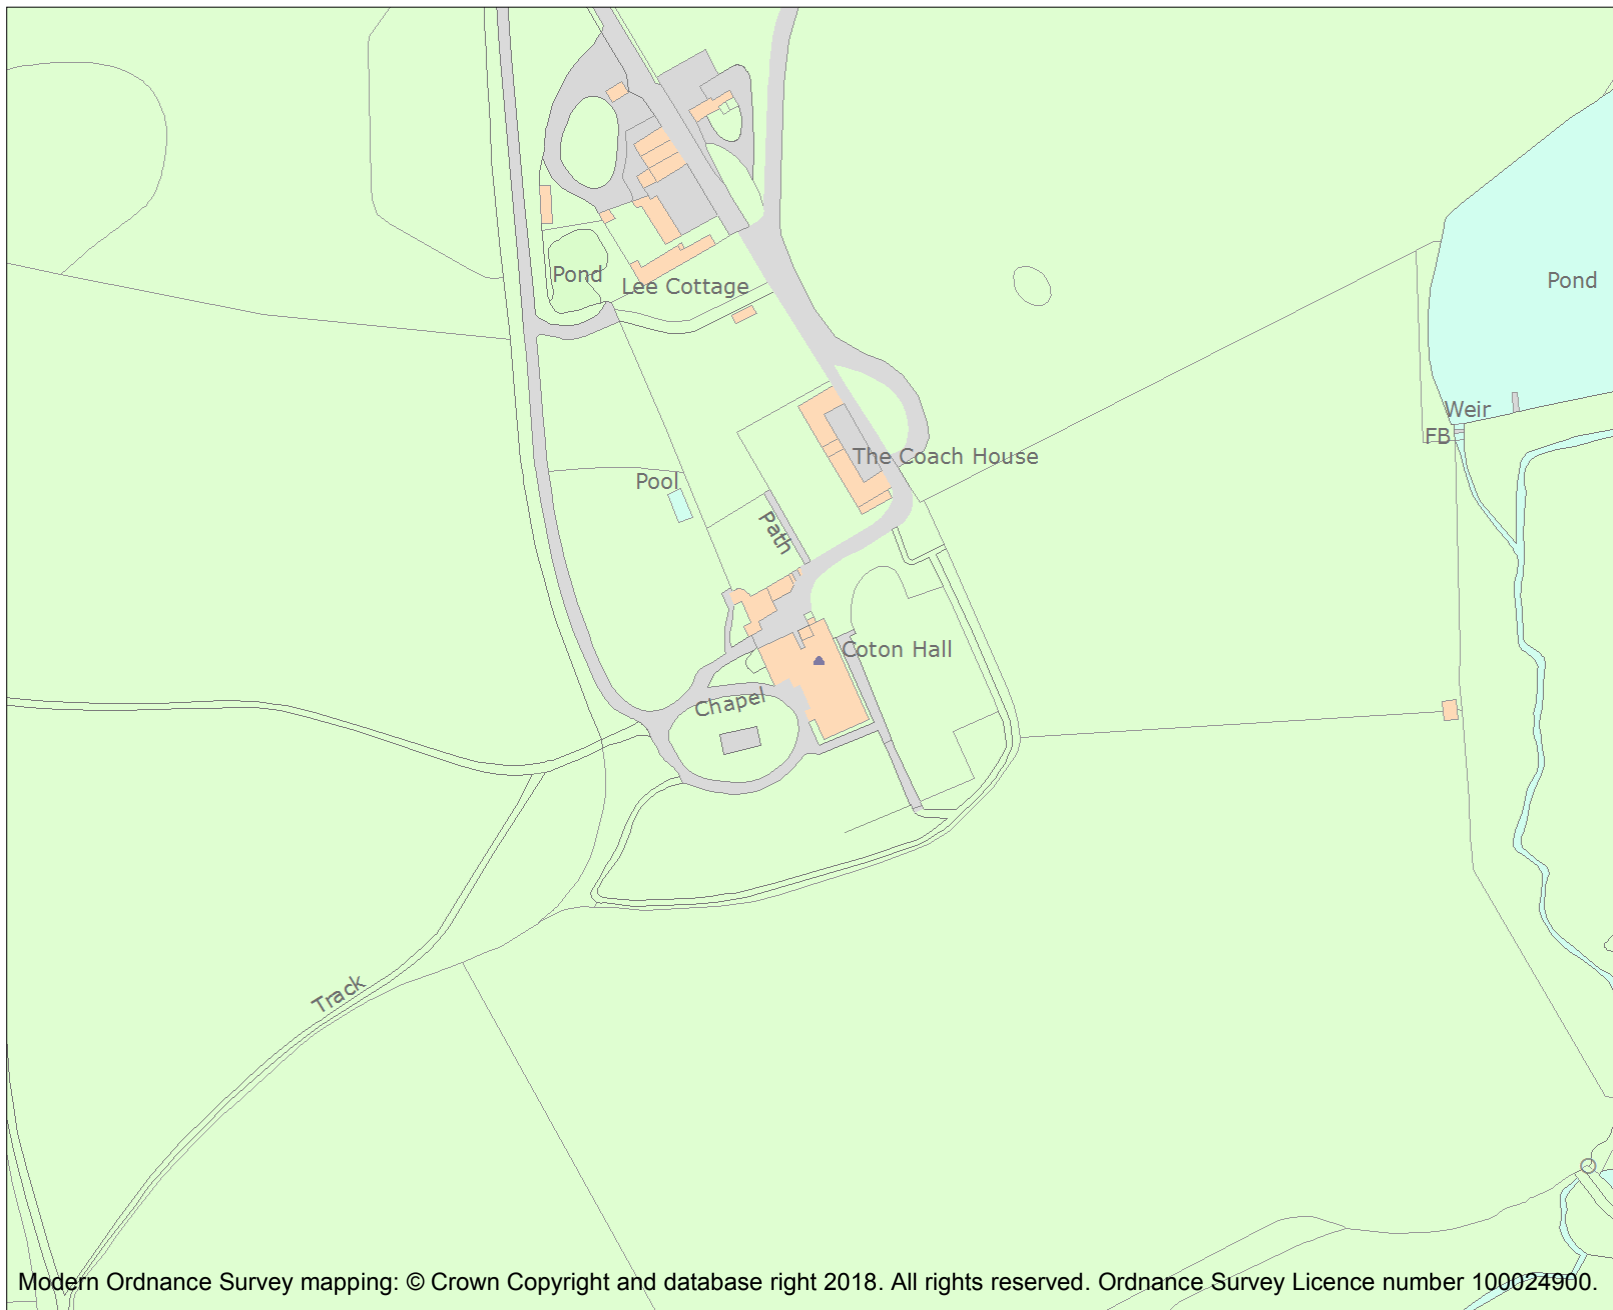 Pond
Lee Cottage
Pond
Weir
FB
The Coach House
Pool
Path
Coton Hall
Chapel
Track
Modern Ordnance Survey mapping: © Crown Copyright and database right 2018. All rights reserved. Ordnance Survey Licence number 100024900.